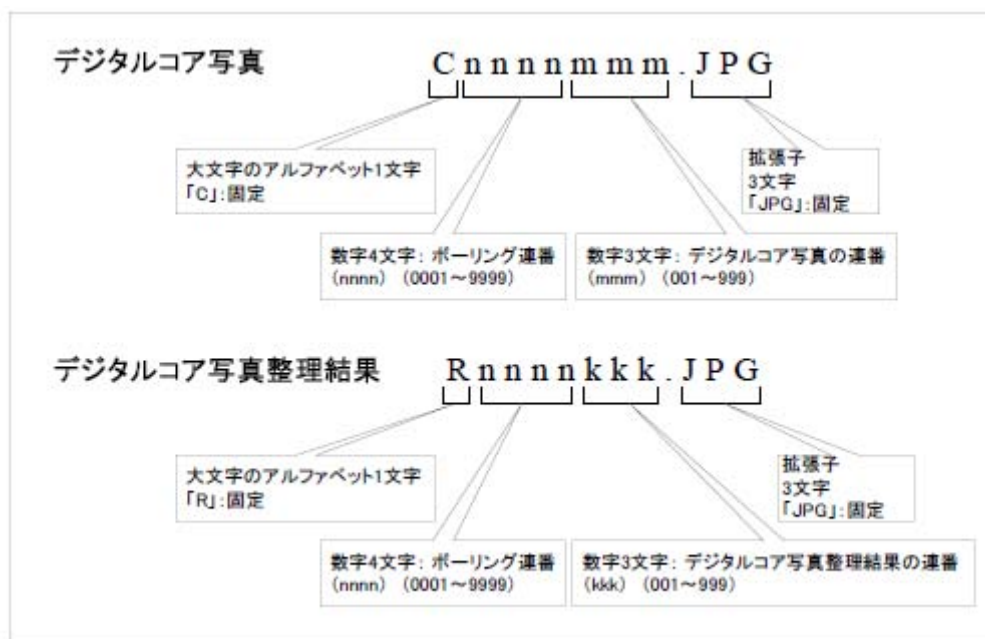 デジタルコア写真
Cnnnnmmm.JPG
大文字のアルファベット1文字
「C」:固定
拡張子
3文字
「JPG」:固定
数字4文字: ボーリング連番
(nnnn) (0001～9999)
数字3文字: デジタルコア写真の連番
(mmm) (001～999)
デジタルコア写真整理結果
Rnnnnkkk.JPG
大文字のアルファベット1文字
「R」:固定
拡張子
3文字
「JPG」:固定
数字4文字: ボーリング連番
(nnnn) (0001～9999)
数字3文字: デジタルコア写真整理結果の連番
(kkk) (001～999)